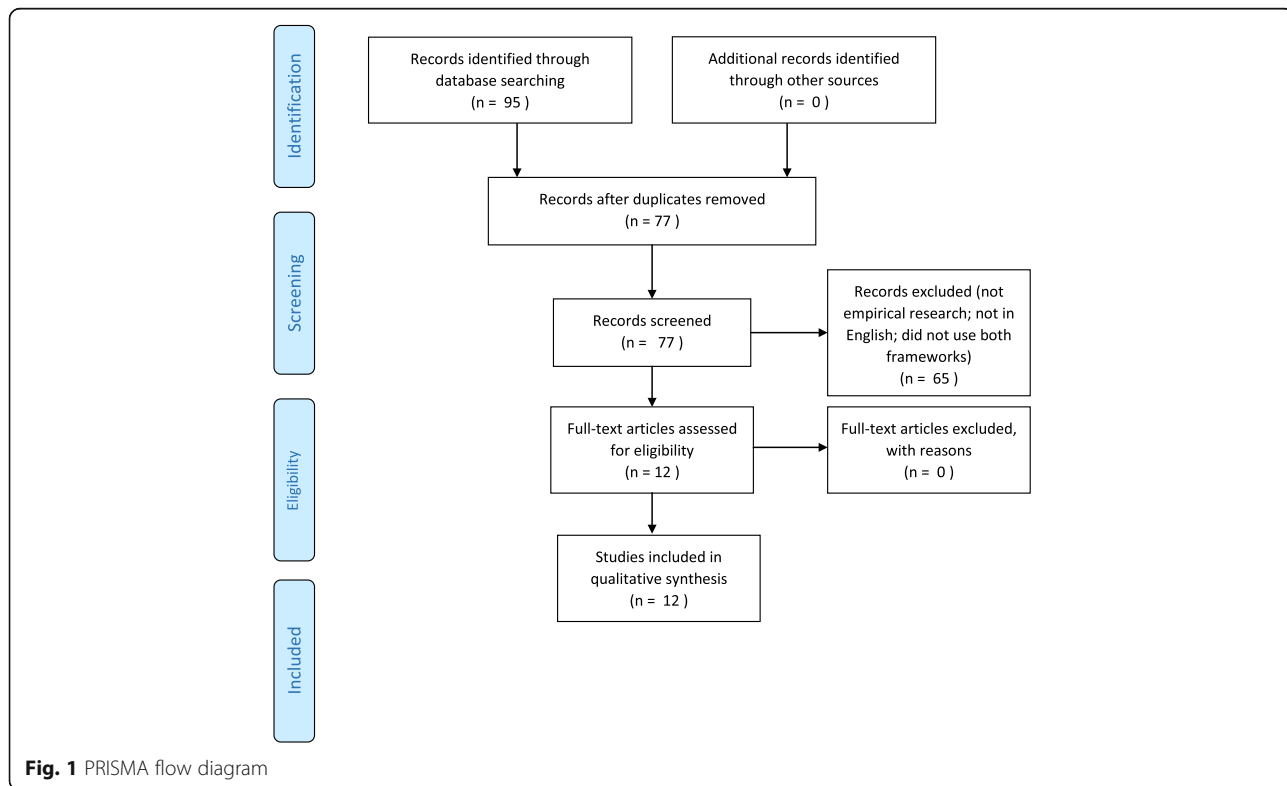 Identification
Records identified through
database searching
(n = 95 )
Additional records identified
through other sources
(n = 0 )
Records after duplicates removed
(n = 77 )
Screening
Records screened
(n = 77 )
Records excluded (not
empirical research; not in
English; did not use both
frameworks)
(n = 65 )
Eligibility
Full-text articles assessed
for eligibility
(n = 12 )
Full-text articles excluded,
with reasons
(n = 0 )
Included
Studies included in
qualitative synthesis
(n = 12 )
Fig. 1 PRISMA flow diagram